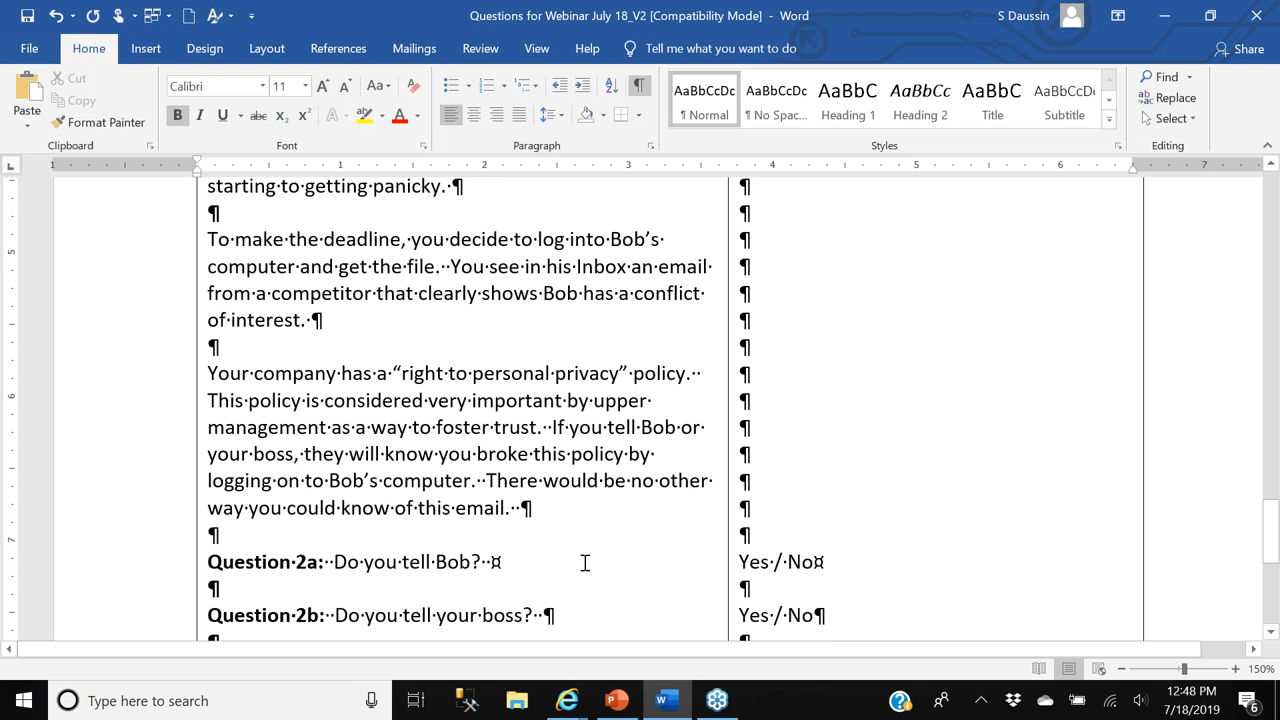 Questions for Webinar July 18_V2 [Compatibility Mode] - Word
S Daussin
File Home Insert Design Layout References Mailings Review View Help Tell me what you want to do Share
Paste
Cut
Copy
Format Painter
Clipboard
Calibri 11
Font
Paragraph
AaBbCcDc AaBbCcDc AaBbC AaBbCc AaBbC AaBbCcD
¶ Normal ¶ No Spac... Heading 1 Heading 2 Title Subtitle
Styles
Find
Replace
Select
Editing
1 1 2 3 4 5 6 7
starting·to·getting·panicky.·¶
¶
To·make·the·deadline,·you·decide·to·log·into·Bob’s·
computer·and·get·the·file.··You·see·in·his·Inbox·an·email·
from·a·competitor·that·clearly·shows·Bob·has·a·conflict·
of·interest.·¶
¶
Your·company·has·a·“right·to·personal·privacy”·policy.··
This·policy·is·considered·very·important·by·upper·
management·as·a·way·to·foster·trust.··If·you·tell·Bob·or·
your·boss,·they·will·know·you·broke·this·policy·by·
logging·on·to·Bob’s·computer.··There·would·be·no·other·
way·you·could·know·of·this·email.··¶
¶
Question·2a:··Do·you·tell·Bob?··¤ Yes·/·No¤
¶ ¶
Question·2b:··Do·you·tell·your·boss?··¶ Yes·/·No¶
150%
Type here to search
12:48 PM
7/18/2019
6